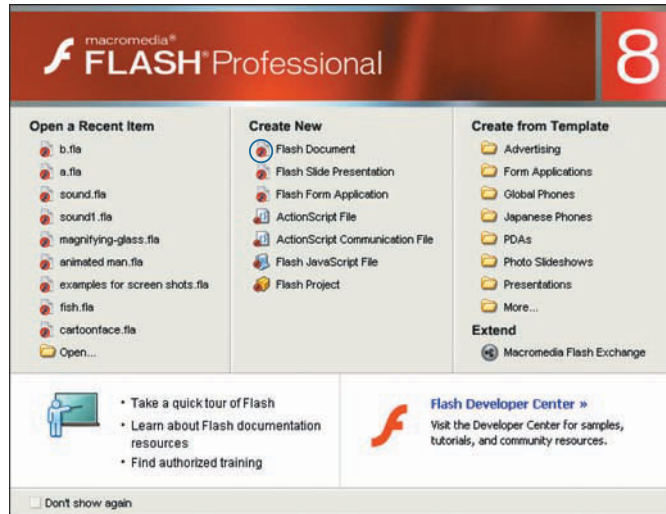 macromedia®
FLASH® Professional
8
Open a Recent Item
b.fla
a.fla
sound.fla
sound1.fla
magnifying-glass.fla
animated man.fla
examples for screen shots.fla
fish.fla
cartoonface.fla
Open...
Create New
Flash Document
Flash Slide Presentation
Flash Form Application
ActionScript File
ActionScript Communication File
Flash JavaScript File
Flash Project
Create from Template
Advertising
Form Applications
Global Phones
Japanese Phones
PDAs
Photo Slideshows
Presentations
More...
Extend
Macromedia Flash Exchange
• Take a quick tour of Flash
• Learn about Flash documentation
resources
• Find authorized training
Flash Developer Center »
Visit the Developer Center for samples,
tutorials, and community resources.
Don't show again